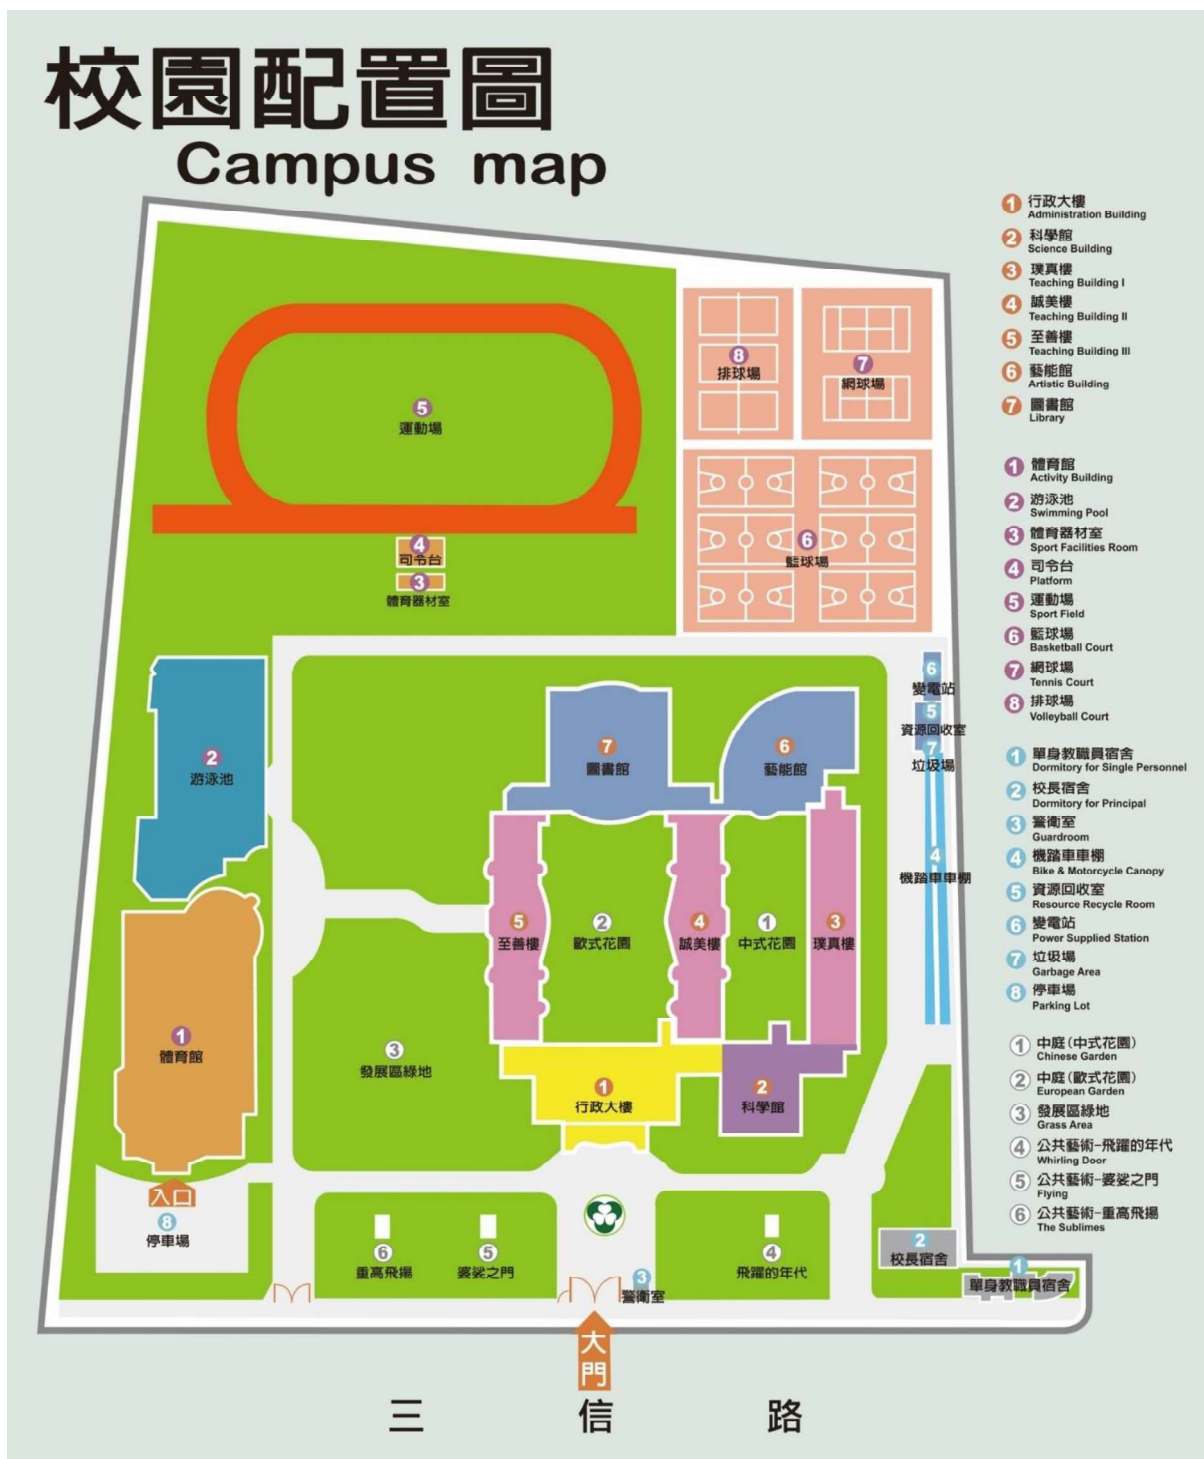 校園配置圖
Campus map
1 行政大樓
Administration Building
2 科學館
Science Building
3 璞真樓
Teaching Building I
4 誠美樓
Teaching Building II
5 至善樓
Teaching Building III
6 藝能館
Artistic Building
7 圖書館
Library
1 體育館
Activity Building
2 游泳池
Swimming Pool
3 體育器材室
Sport Facilities Room
4 司令台
Platform
5 運動場
Sport Field
6 籃球場
Basketball Court
7 網球場
Tennis Court
8 排球場
Volleyball Court
1 單身教職員宿舍
Dormitory for Single Personnel
2 校長宿舍
Dormitory for Principal
3 警衛室
Guardroom
4 機踏車車棚
Bike & Motorcycle Canopy
5 資源回收室
Resource Recycle Room
6 變電站
Power Supplied Station
7 垃圾場
Garbage Area
8 停車場
Parking Lot
1 中庭(中式花園)
Chinese Garden
2 中庭(歐式花園)
European Garden
3 發展區綠地
Grass Area
4 公共藝術-飛躍的年代
Whirling Door
5 公共藝術-婆娑之門
Flying
6 公共藝術-重高飛揚
The Sublimes
8
排球場
7
網球場
5
運動場
6
籃球場
4
司令台
3
體育器材室
6
變電站
5
資源回收室
7
垃圾場
2
游泳池
7
圖書館
6
藝能館
4
機踏車車棚
5
至善樓
2
歐式花園
4
誠美樓
1
中式花園
3
璞真樓
1
體育館
3
發展區綠地
1
行政大樓
2
科學館
入口
8
停車場
6
重高飛揚
5
婆娑之門
4
飛躍的年代
2
校長宿舍
3
警衛室
1
單身教職員宿舍
大門
三信路